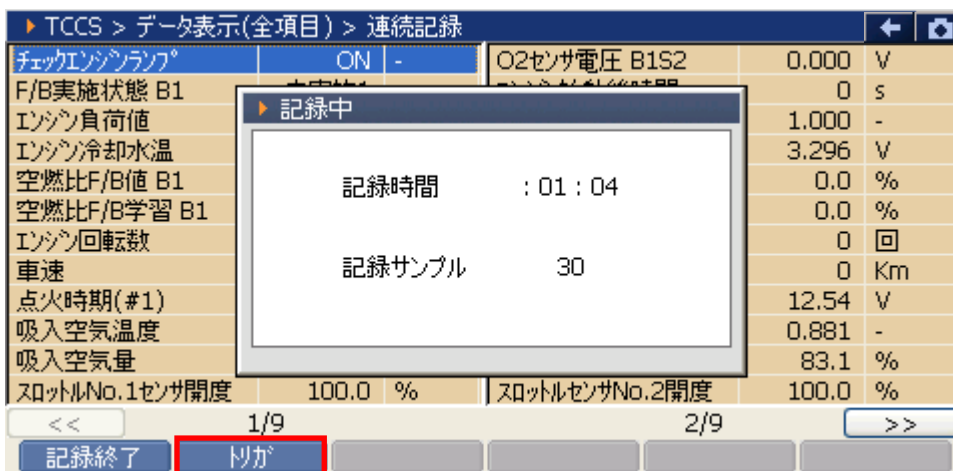 TCCS > データ表示(全項目) > 連続記録
ﾁｪｯｸｴﾝｼﾞﾝﾗﾝﾌﾟ ON - O2ｾﾝｻ電圧 B1S2 0.000 V
F/B実施状態 B1 0 s
ｴﾝｼﾞﾝ負荷値 1.000 -
ｴﾝｼﾞﾝ冷却水温 3.296 V
空燃比F/B値 B1 0.0 %
空燃比F/B学習 B1 0.0 %
ｴﾝｼﾞﾝ回転数 0 回
車速 0 Km
点火時期(#1) 12.54 V
吸入空気温度 0.881 -
吸入空気量 83.1 %
ｽﾛｯﾄﾙNo.1ｾﾝｻ開度 100.0 % ｽﾛｯﾄﾙｾﾝｻNo.2開度 100.0 %
記録中
記録時間 : 01 : 04
記録サンプル 30
<< 1/9 2/9 >>
記録終了 ﾄﾘｶﾞ